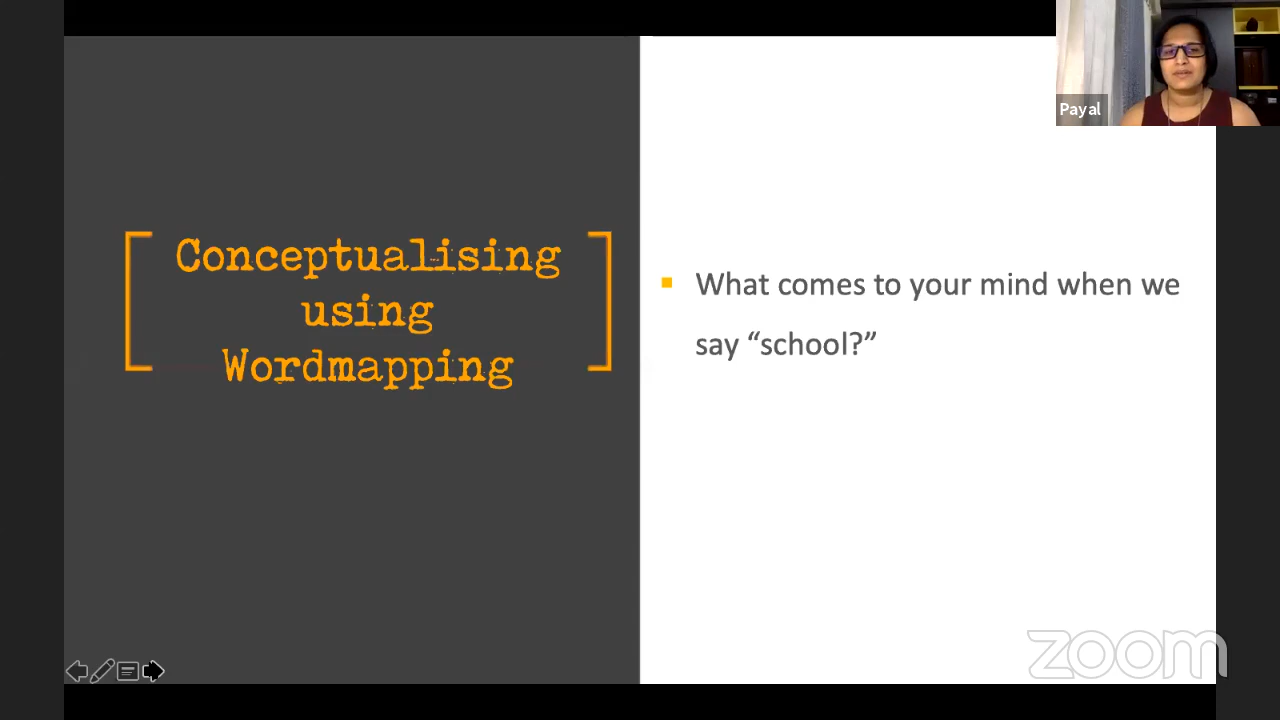 Payal
Conceptualising
using
Wordmapping
What comes to your mind when we
say “school?”
zoom